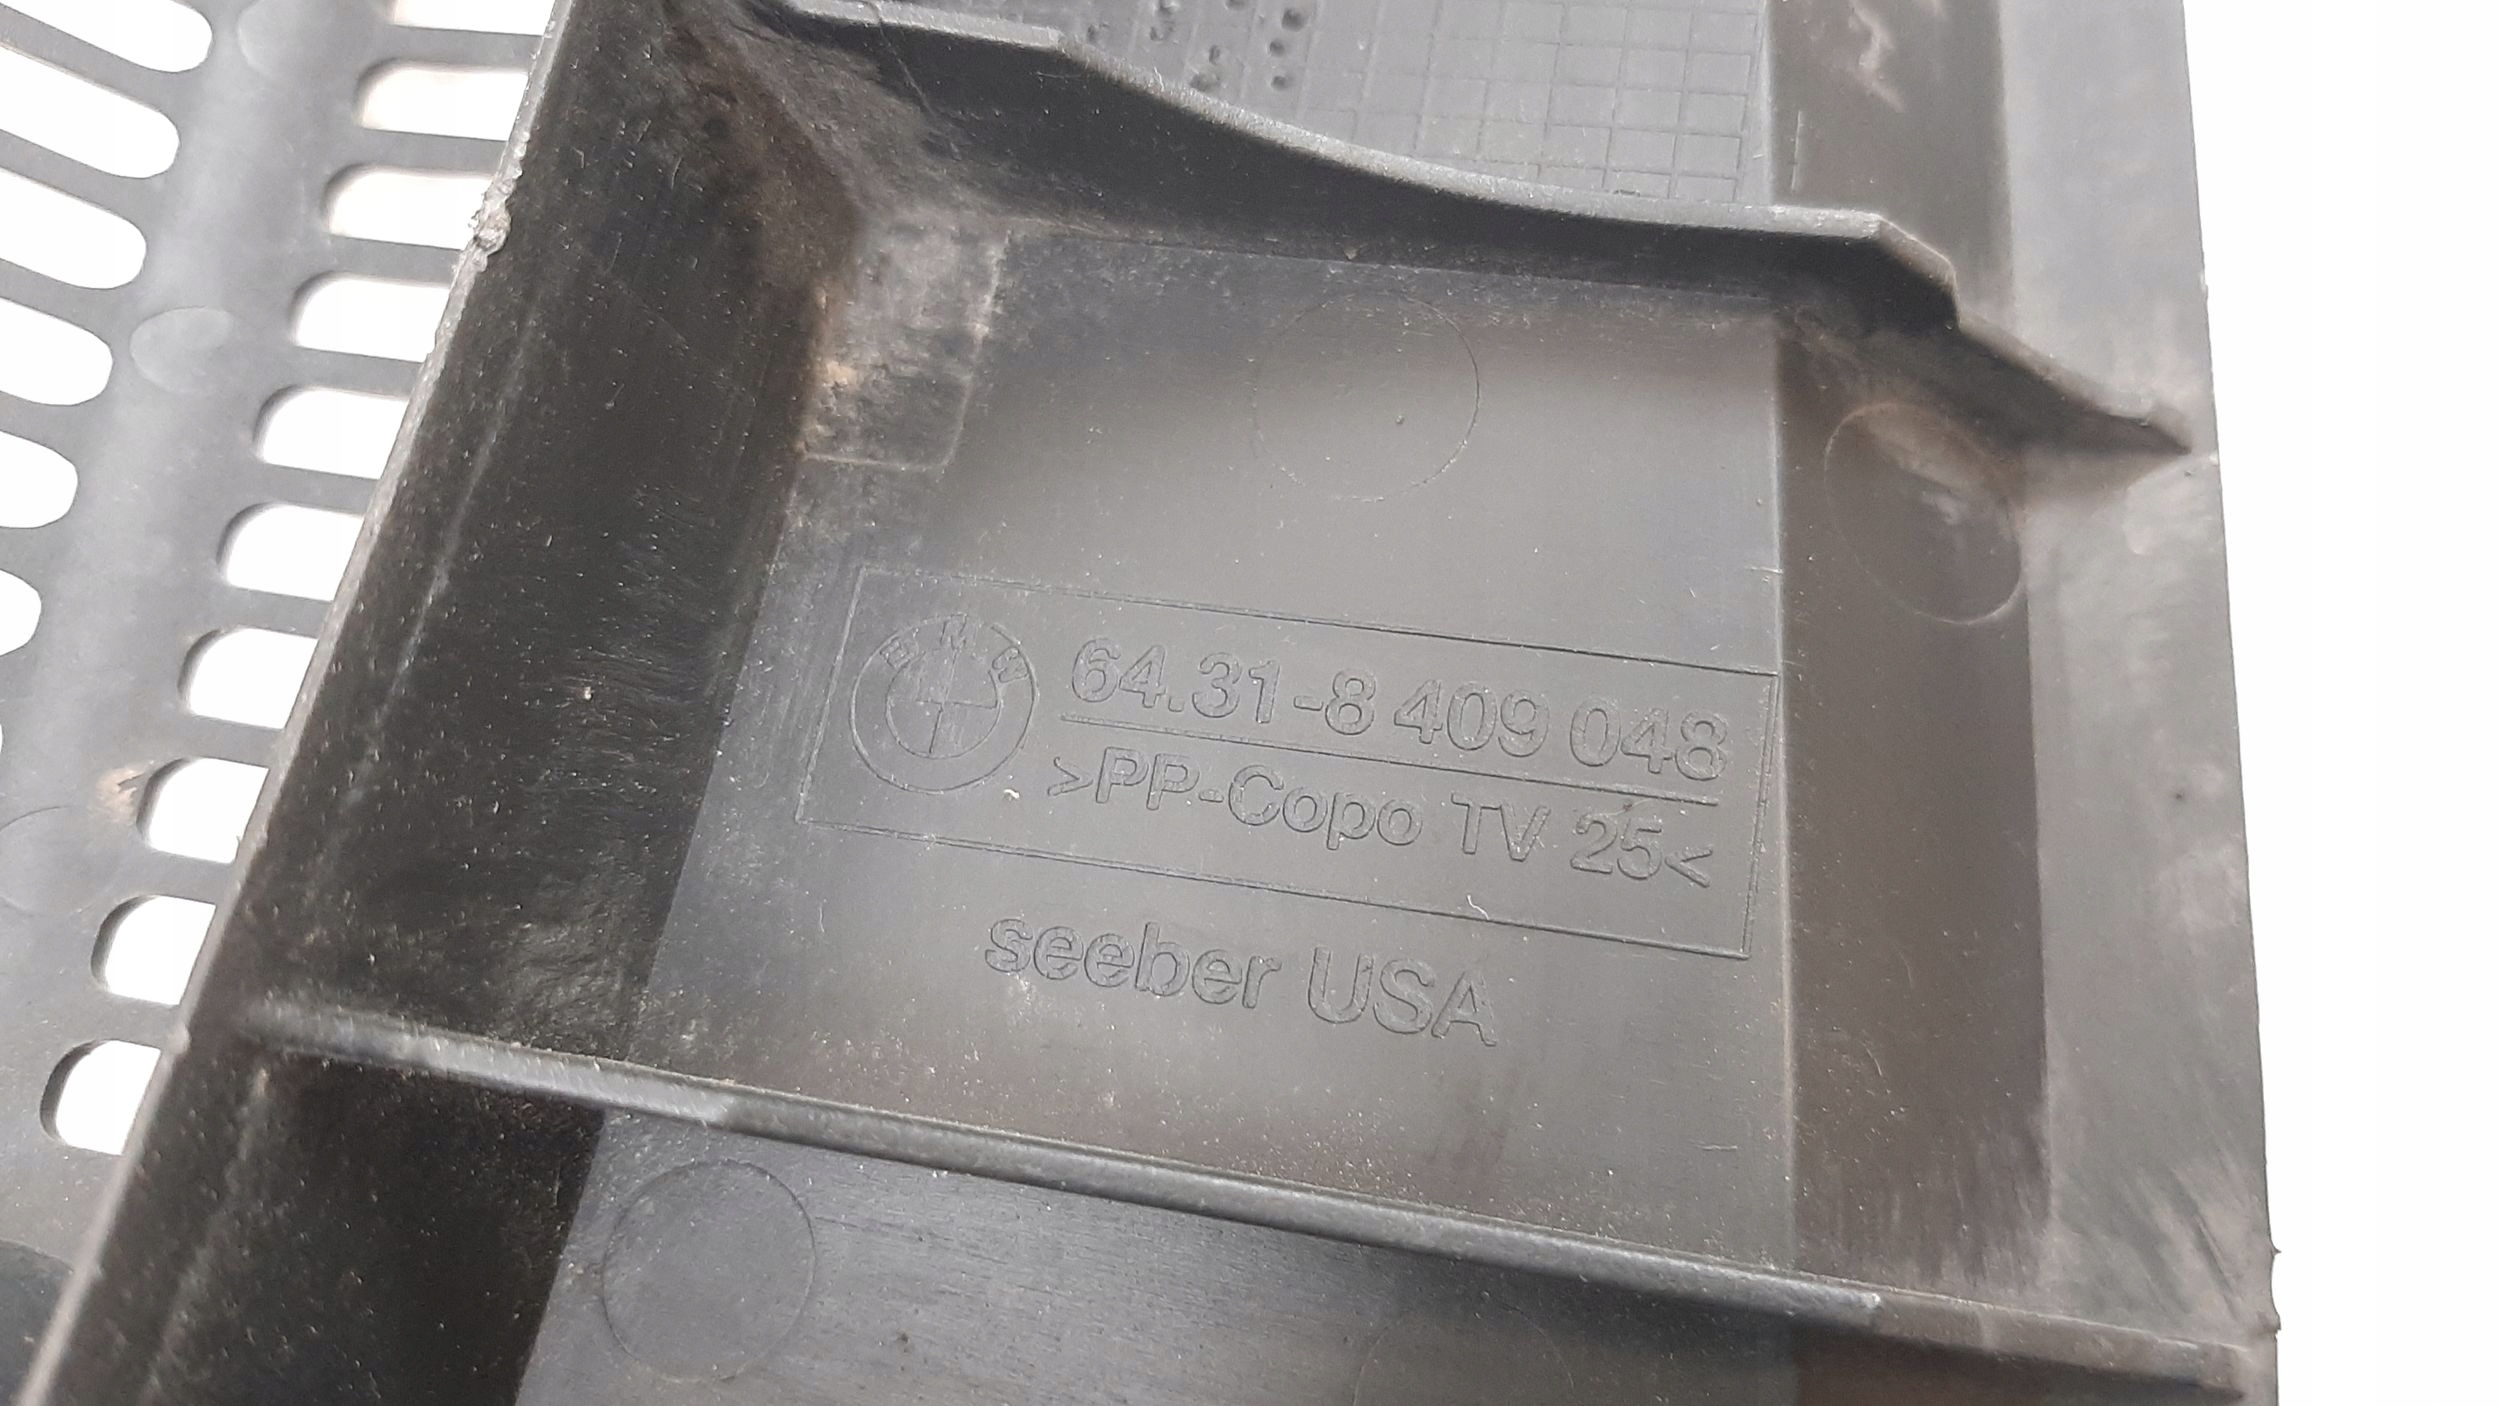 BMW
64.31-8 409 048
>PP-Copo TV 25<
seeber USA